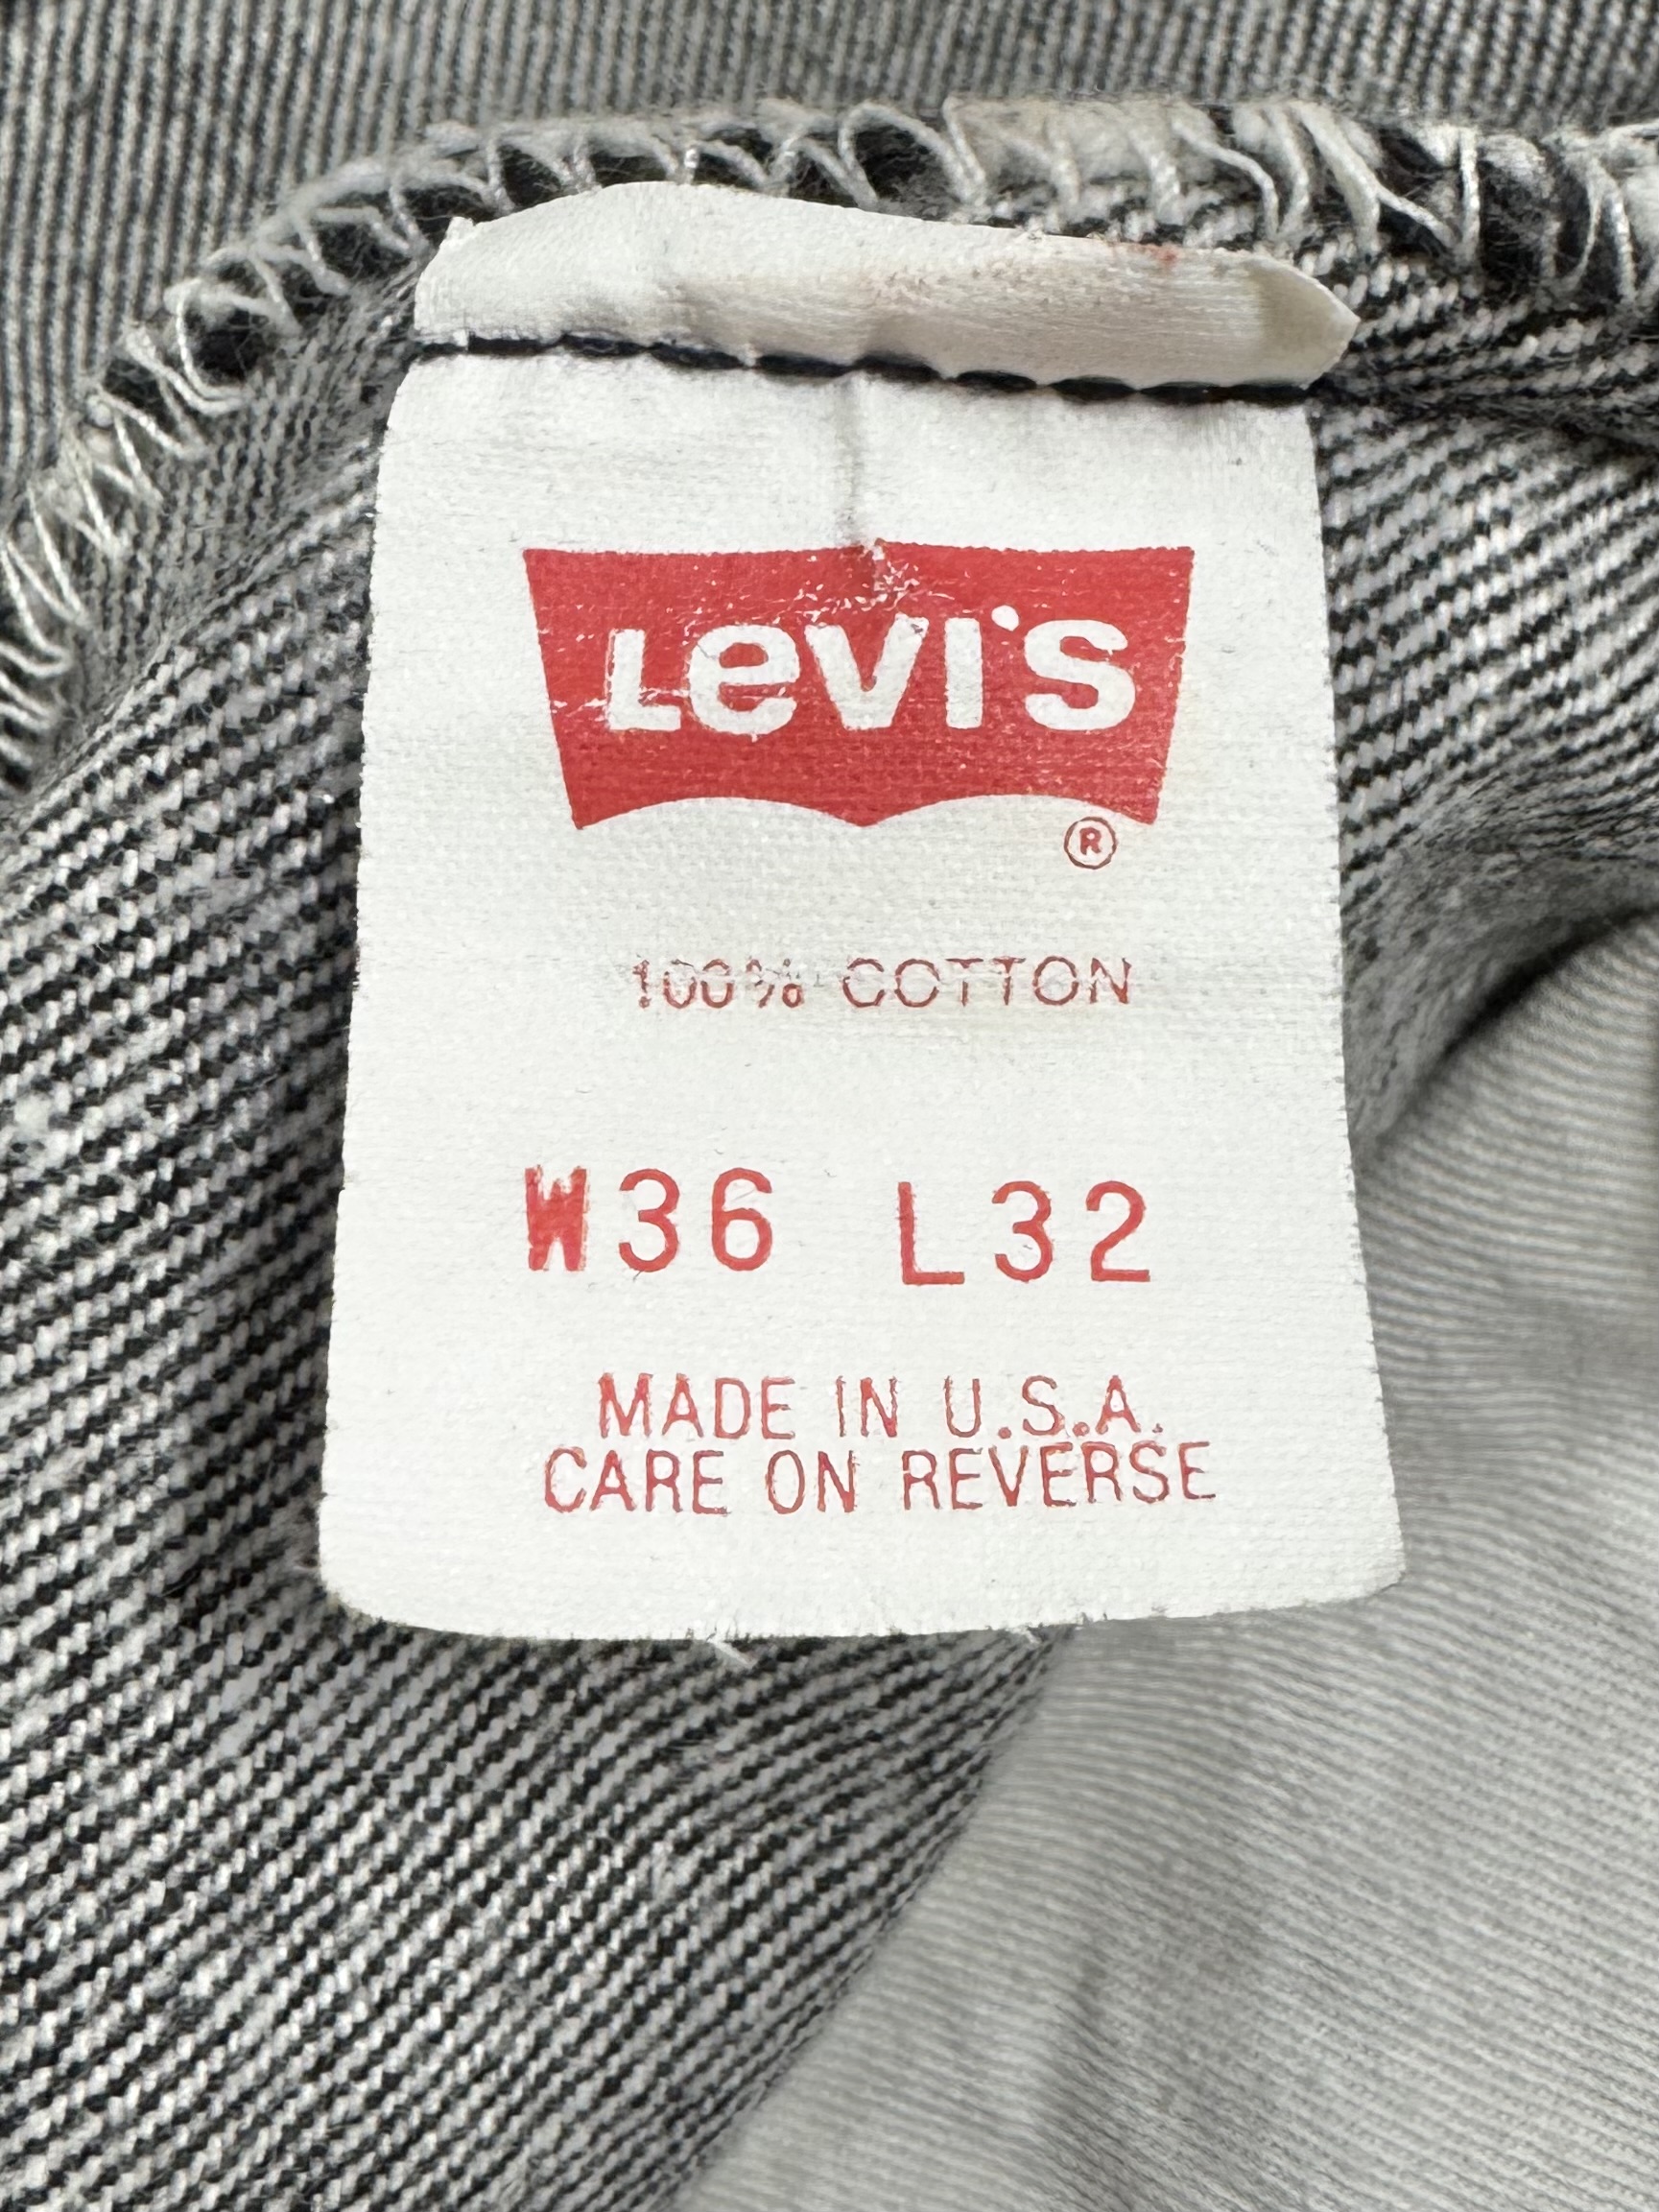 Levi's
®
100% COTTON
W36 L32
MADE IN U.S.A.
CARE ON REVERSE